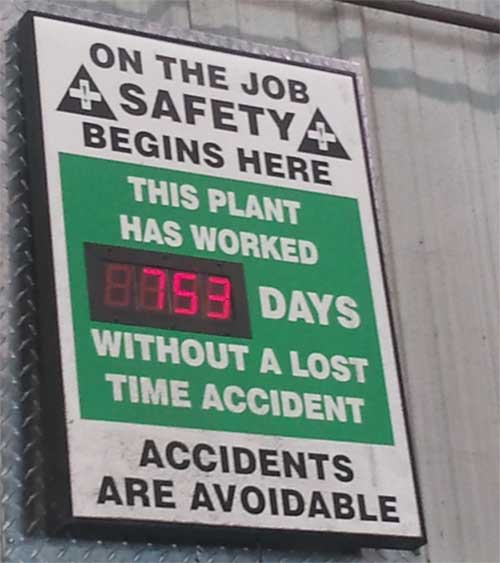 ON THE JOB
SAFETY
BEGINS HERE
THIS PLANT
HAS WORKED
753 DAYS
WITHOUT A LOST
TIME ACCIDENT
ACCIDENTS
ARE AVOIDABLE